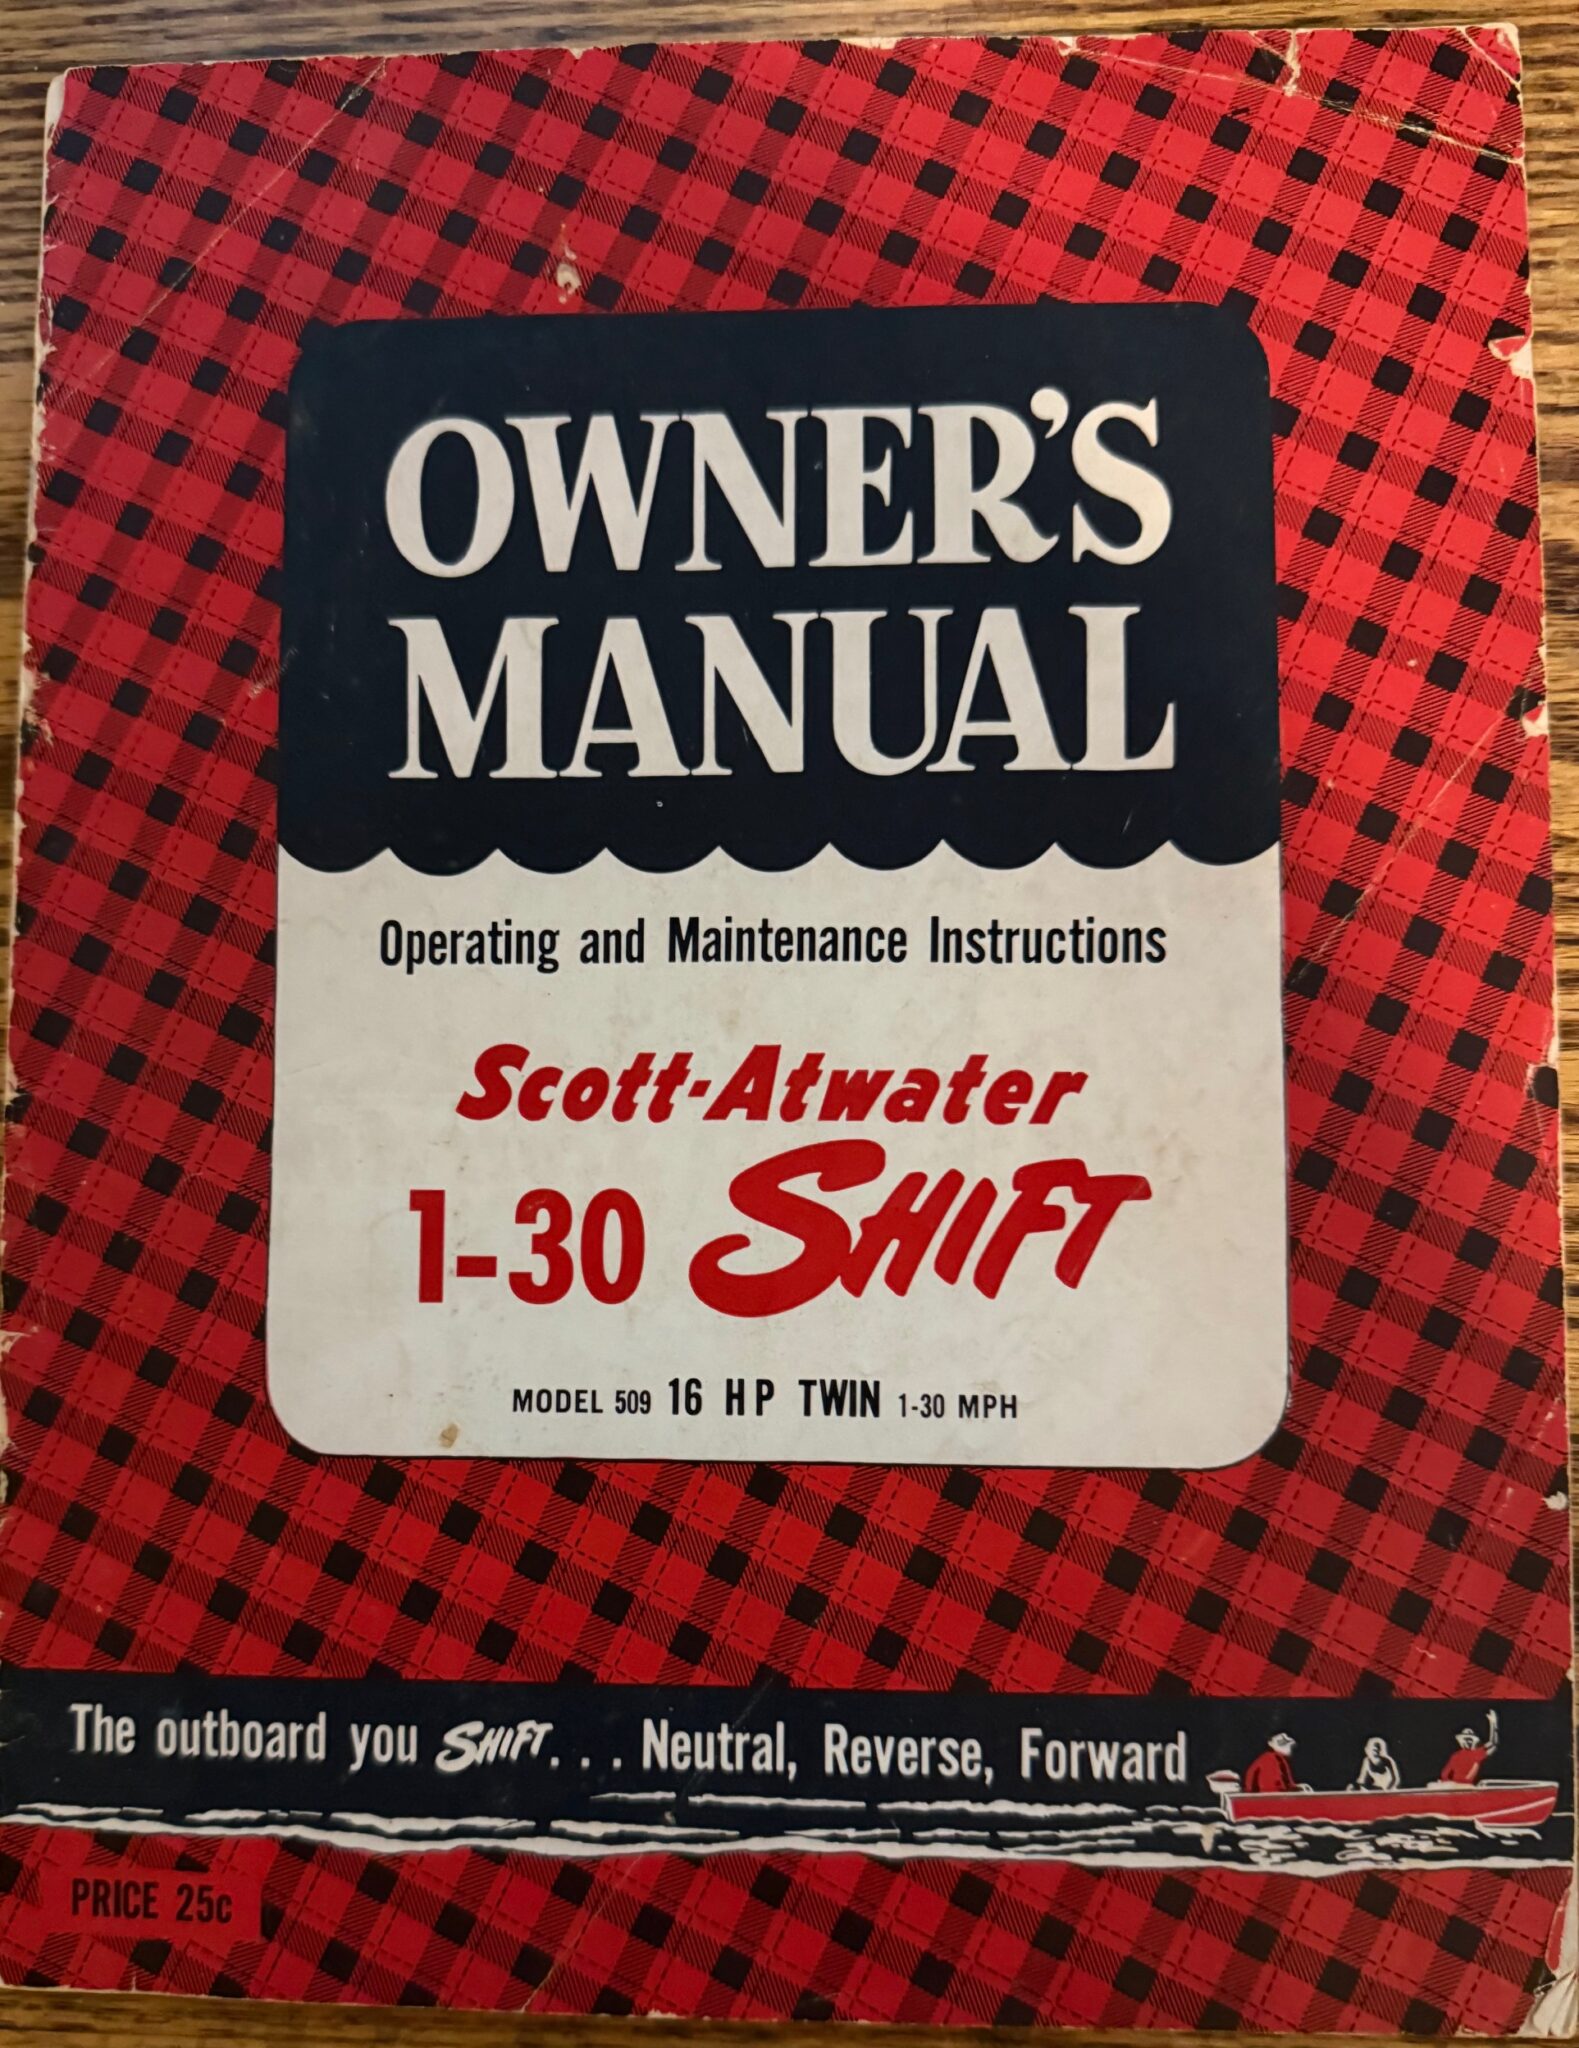 OWNER'S
MANUAL
Operating and Maintenance Instructions
Scott-Atwater
1-30 SHIFT
MODEL 509 16 HP TWIN 1-30 MPH
The outboard you SHIFT... Neutral, Reverse, Forward
PRICE 25c